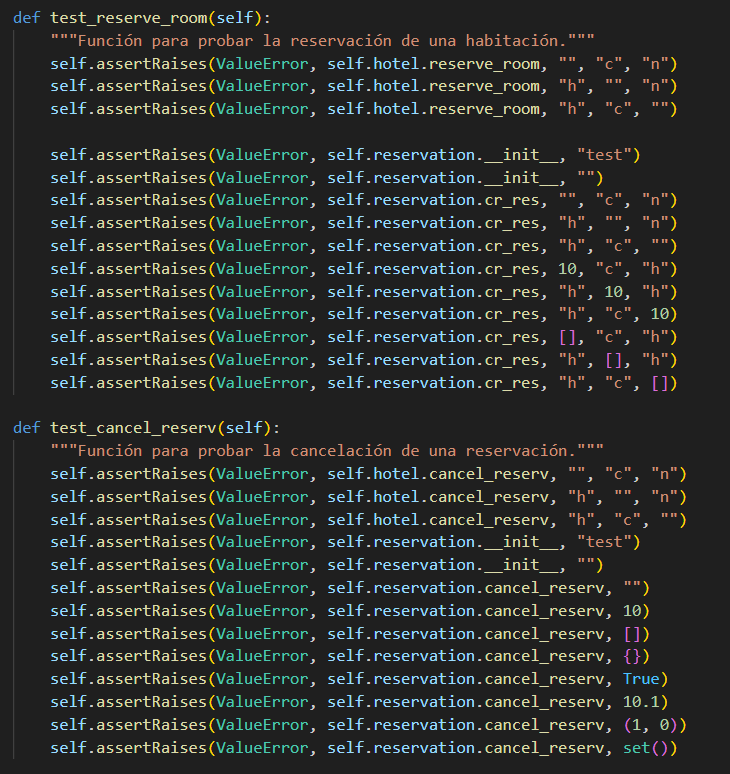 def test_reserve_room(self):
    """Función para probar la reservación de una habitación."""
    self.assertRaises(ValueError, self.hotel.reserve_room, "", "c", "n")
    self.assertRaises(ValueError, self.hotel.reserve_room, "h", "", "n")
    self.assertRaises(ValueError, self.hotel.reserve_room, "h", "c", "")

    self.assertRaises(ValueError, self.reservation.__init__, "test")
    self.assertRaises(ValueError, self.reservation.__init__, "")
    self.assertRaises(ValueError, self.reservation.cr_res, "", "c", "n")
    self.assertRaises(ValueError, self.reservation.cr_res, "h", "", "n")
    self.assertRaises(ValueError, self.reservation.cr_res, "h", "c", "")
    self.assertRaises(ValueError, self.reservation.cr_res, 10, "c", "h")
    self.assertRaises(ValueError, self.reservation.cr_res, "h", 10, "h")
    self.assertRaises(ValueError, self.reservation.cr_res, "h", "c", 10)
    self.assertRaises(ValueError, self.reservation.cr_res, [], "c", "h")
    self.assertRaises(ValueError, self.reservation.cr_res, "h", [], "h")
    self.assertRaises(ValueError, self.reservation.cr_res, "h", "c", [])

def test_cancel_reserv(self):
    """Función para probar la cancelación de una reservación."""
    self.assertRaises(ValueError, self.hotel.cancel_reserv, "", "c", "n")
    self.assertRaises(ValueError, self.hotel.cancel_reserv, "h", "", "n")
    self.assertRaises(ValueError, self.hotel.cancel_reserv, "h", "c", "")
    self.assertRaises(ValueError, self.reservation.__init__, "test")
    self.assertRaises(ValueError, self.reservation.__init__, "")
    self.assertRaises(ValueError, self.reservation.cancel_reserv, "")
    self.assertRaises(ValueError, self.reservation.cancel_reserv, 10)
    self.assertRaises(ValueError, self.reservation.cancel_reserv, [])
    self.assertRaises(ValueError, self.reservation.cancel_reserv, {})
    self.assertRaises(ValueError, self.reservation.cancel_reserv, True)
    self.assertRaises(ValueError, self.reservation.cancel_reserv, 10.1)
    self.assertRaises(ValueError, self.reservation.cancel_reserv, (1, 0))
    self.assertRaises(ValueError, self.reservation.cancel_reserv, set())